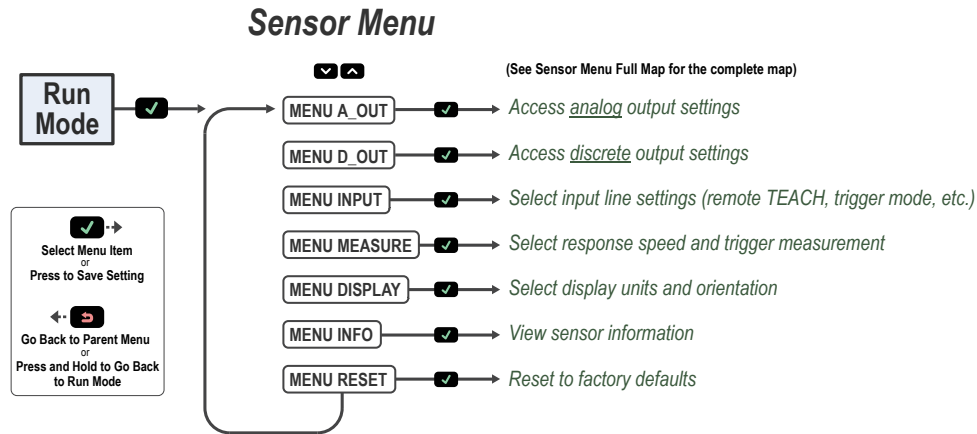 Sensor Menu
(See Sensor Menu Full Map for the complete map)
Run
Mode
MENU A_OUT
Access analog output settings
MENU D_OUT
Access discrete output settings
MENU INPUT
Select input line settings (remote TEACH, trigger mode, etc.)
MENU MEASURE
Select response speed and trigger measurement
MENU DISPLAY
Select display units and orientation
MENU INFO
View sensor information
MENU RESET
Reset to factory defaults
Select Menu Item
or
Press to Save Setting
Go Back to Parent Menu
or
Press and Hold to Go Back
to Run Mode